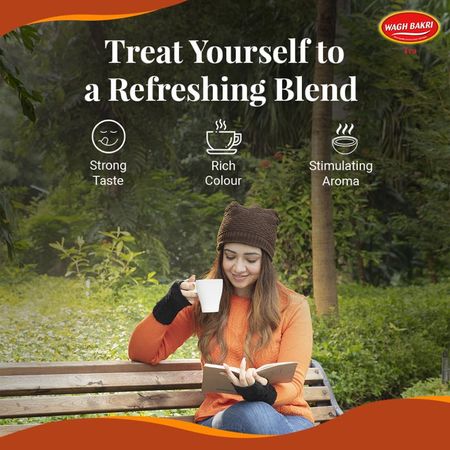 WAGH BAKRI
Tea
Treat Yourself to
a Refreshing Blend
Strong
Taste
Rich
Colour
Stimulating
Aroma